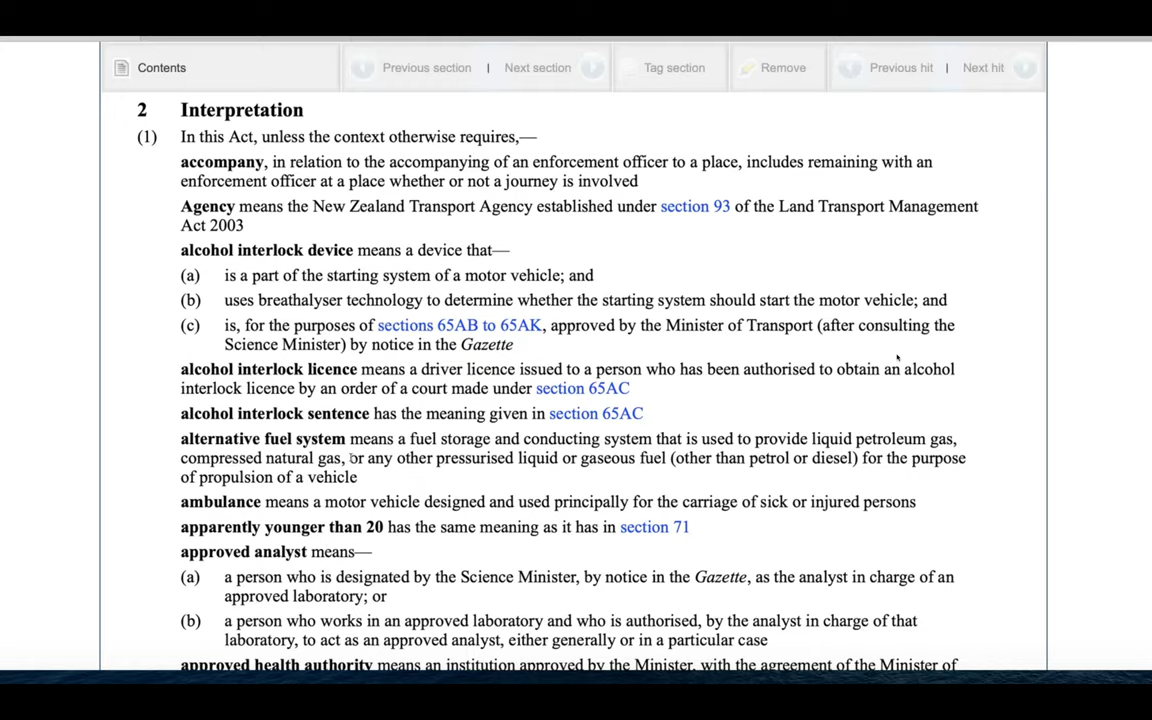 Contents Previous section | Next section Tag section Remove Previous hit | Next hit
2 Interpretation
(1) In this Act, unless the context otherwise requires,—
accompany, in relation to the accompanying of an enforcement officer to a place, includes remaining with an
enforcement officer at a place whether or not a journey is involved
Agency means the New Zealand Transport Agency established under section 93 of the Land Transport Management
Act 2003
alcohol interlock device means a device that—
(a) is a part of the starting system of a motor vehicle; and
(b) uses breathalyser technology to determine whether the starting system should start the motor vehicle; and
(c) is, for the purposes of sections 65AB to 65AK, approved by the Minister of Transport (after consulting the
Science Minister) by notice in the Gazette
alcohol interlock licence means a driver licence issued to a person who has been authorised to obtain an alcohol
interlock licence by an order of a court made under section 65AC
alcohol interlock sentence has the meaning given in section 65AC
alternative fuel system means a fuel storage and conducting system that is used to provide liquid petroleum gas,
compressed natural gas, or any other pressurised liquid or gaseous fuel (other than petrol or diesel) for the purpose
of propulsion of a vehicle
ambulance means a motor vehicle designed and used principally for the carriage of sick or injured persons
apparently younger than 20 has the same meaning as it has in section 71
approved analyst means—
(a) a person who is designated by the Science Minister, by notice in the Gazette, as the analyst in charge of an
approved laboratory; or
(b) a person who works in an approved laboratory and who is authorised, by the analyst in charge of that
laboratory, to act as an approved analyst, either generally or in a particular case
approved health authority means an institution approved by the Minister, with the agreement of the Minister of